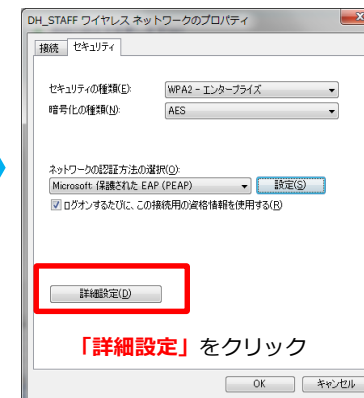 DH_STAFF ワイヤレス ネットワークのプロパティ
接続 セキュリティ
セキュリティの種類(E): WPA2 - エンタープライズ
暗号化の種類(N): AES
ネットワークの認証方法の選択(O):
Microsoft: 保護された EAP (PEAP) 設定(S)
ログオンするたびに、この接続用の資格情報を使用する(R)
詳細設定(D)
「詳細設定」をクリック
OK キャンセル